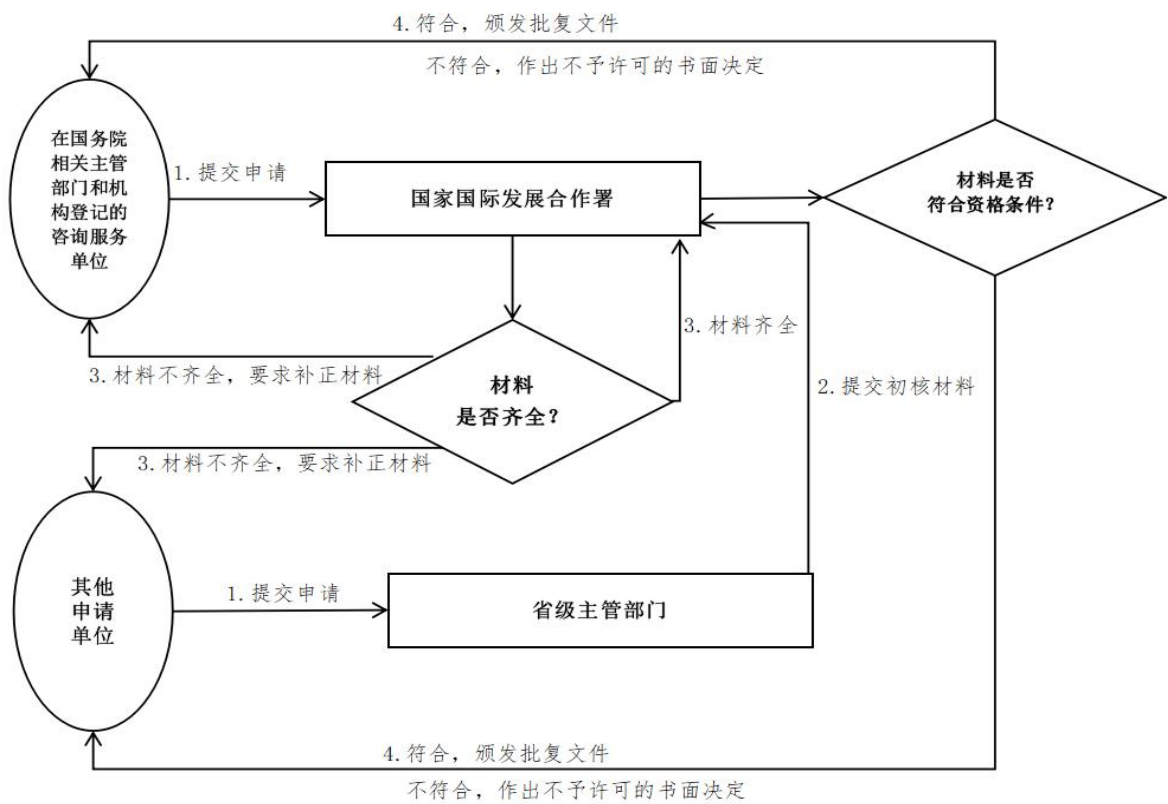 4.符合，颁发批复文件
不符合，作出不予许可的书面决定
在国务院
相关主管
部门和机
构登记的
咨询服务
单位
1.提交申请
国家国际发展合作署
材料是否
符合资格条件?
3.材料齐全
3.材料不齐全，要求补正材料
材料
是否齐全?
2.提交初核材料
3.材料不齐全，要求补正材料
其他
申请
单位
1.提交申请
省级主管部门
4.符合，颁发批复文件
不符合，作出不予许可的书面决定